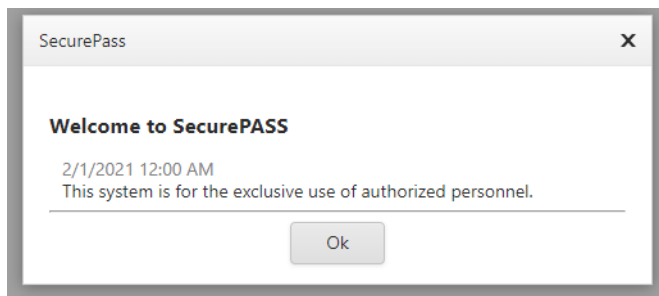 SecurePass
Welcome to SecurePASS
2/1/2021 12:00 AM
This system is for the exclusive use of authorized personnel.
Ok